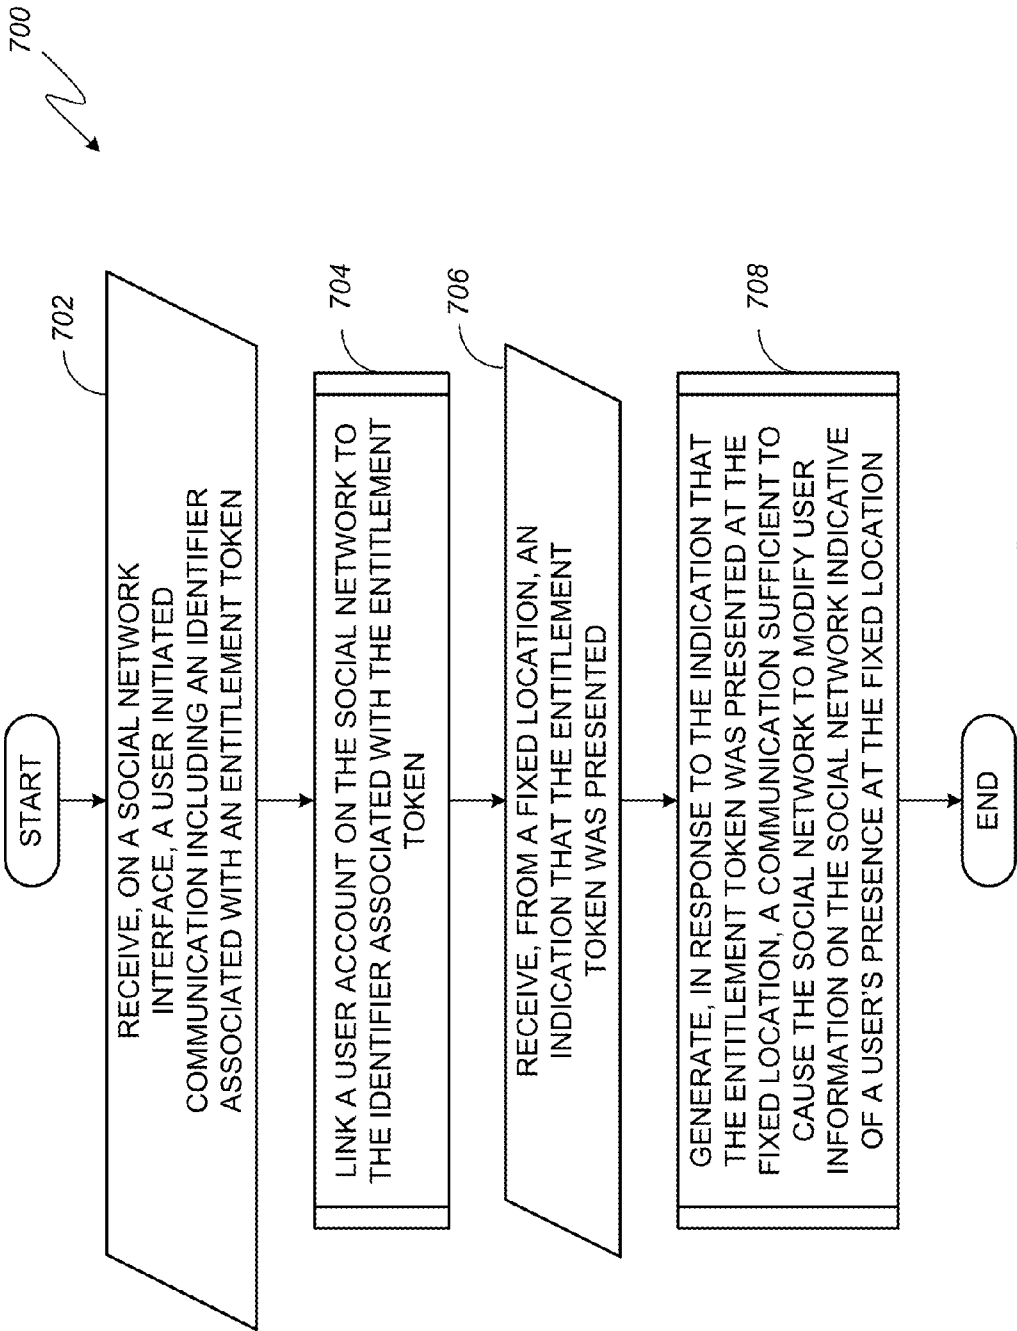 700
START
702
RECEIVE, ON A SOCIAL NETWORK
INTERFACE, A USER INITIATED
COMMUNICATION INCLUDING AN IDENTIFIER
ASSOCIATED WITH AN ENTITLEMENT TOKEN
704
LINK A USER ACCOUNT ON THE SOCIAL NETWORK TO
THE IDENTIFIER ASSOCIATED WITH THE ENTITLEMENT
TOKEN
706
RECEIVE, FROM A FIXED LOCATION, AN
INDICATION THAT THE ENTITLEMENT
TOKEN WAS PRESENTED
708
GENERATE, IN RESPONSE TO THE INDICATION THAT
THE ENTITLEMENT TOKEN WAS PRESENTED AT THE
FIXED LOCATION, A COMMUNICATION SUFFICIENT TO
CAUSE THE SOCIAL NETWORK TO MODIFY USER
INFORMATION ON THE SOCIAL NETWORK INDICATIVE
OF A USER'S PRESENCE AT THE FIXED LOCATION
END